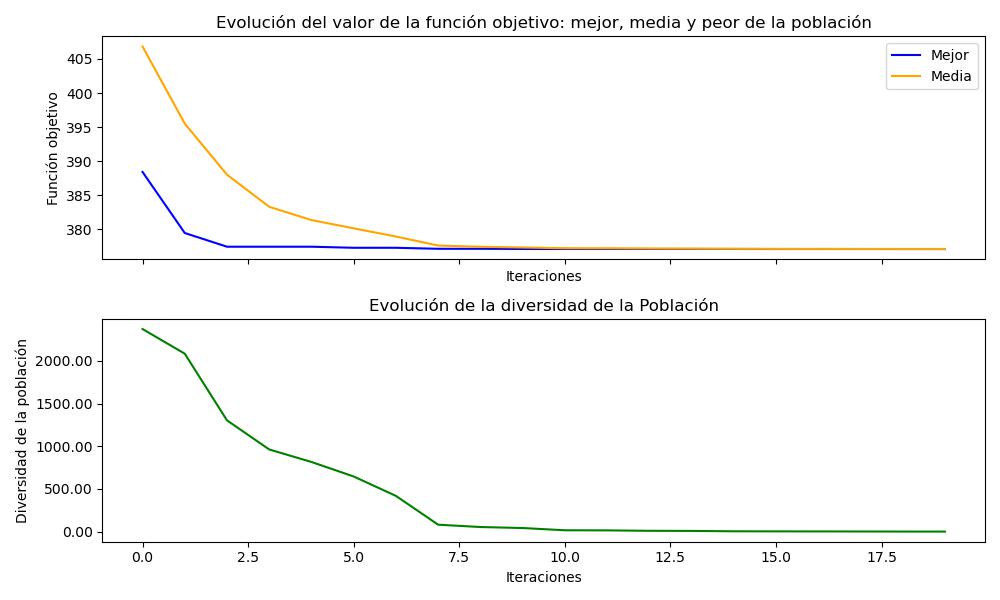 Evolución del valor de la función objetivo: mejor, media y peor de la población
Función objetivo
405
400
395
390
385
380
Mejor
Media
Iteraciones
Evolución de la diversidad de la Población
Diversidad de la población
2000.00
1500.00
1000.00
500.00
0.00
0.0 2.5 5.0 7.5 10.0 12.5 15.0 17.5
Iteraciones